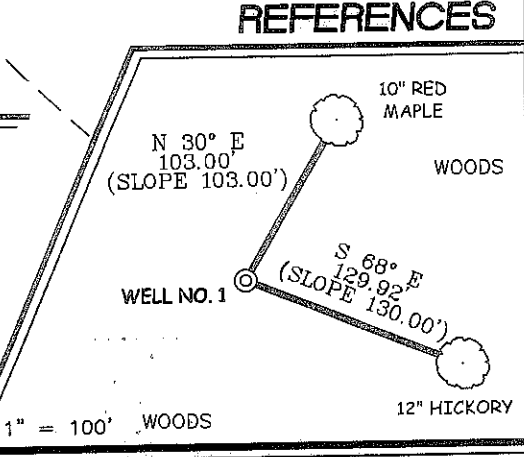 REFERENCES
10" RED
MAPLE
N 30° E
103.00'
(SLOPE 103.00')
WOODS
S 68° E
129.92'
(SLOPE 130.00')
WELL NO. 1
12" HICKORY
1" = 100'
WOODS